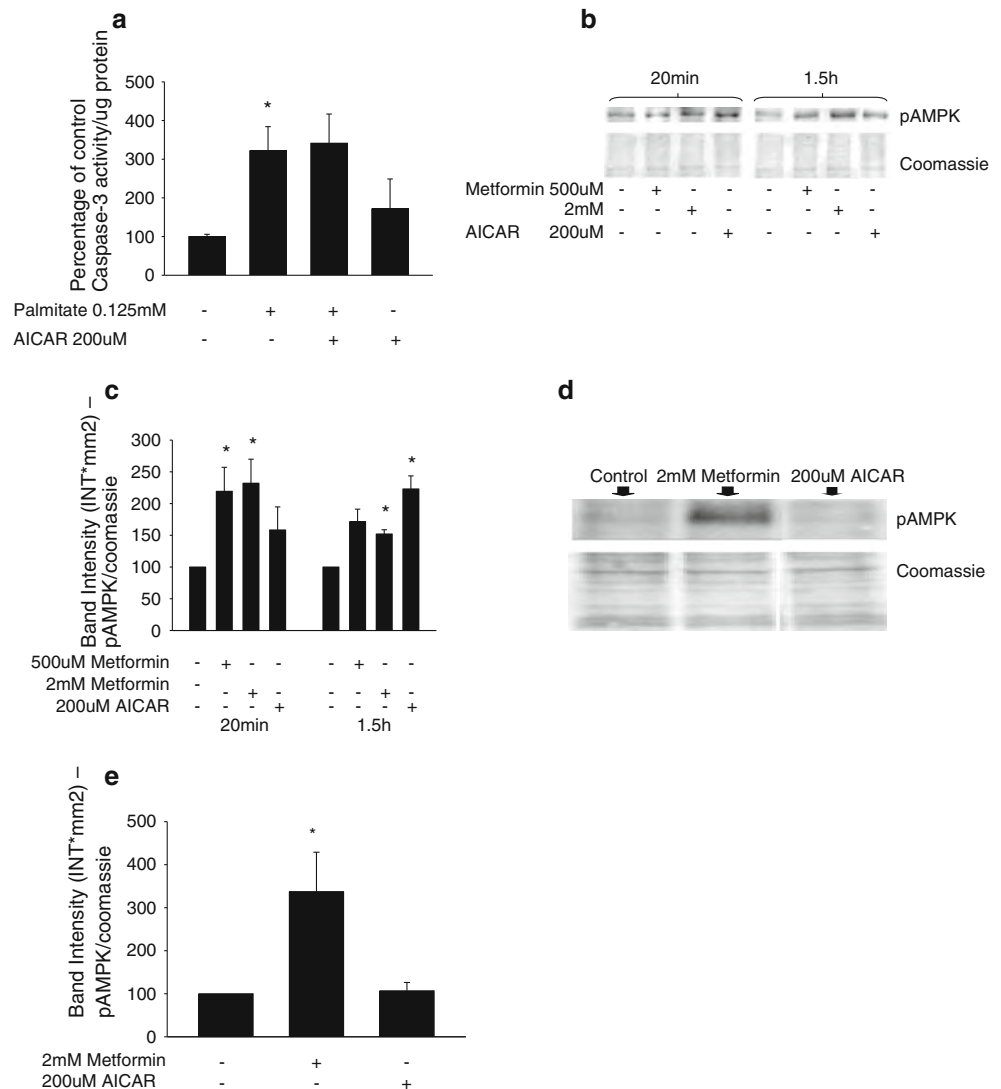 a
Percentage of control
Caspase-3 activity/ug protein
500
400
300
200
100
0
*
Palmitate 0.125mM - + + -
AICAR 200uM - - + +
b
20min 1.5h
pAMPK
Coomassie
Metformin 500uM - + - - - + - -
2mM - - + - - - + -
AICAR 200uM - - - + - - - +
c
Band Intensity (INT*mm2) –
pAMPK/coomassie
300
250
200
150
100
50
0
* * * *
500uM Metformin - + - - - + - -
2mM Metformin - - + - - - + -
200uM AICAR - - - + - - - +
20min 1.5h
d
Control 2mM Metformin 200uM AICAR
pAMPK
Coomassie
e
Band Intensity (INT*mm2) –
pAMPK/coomassie
500
400
300
200
100
0
*
2mM Metformin - + -
200uM AICAR - - +